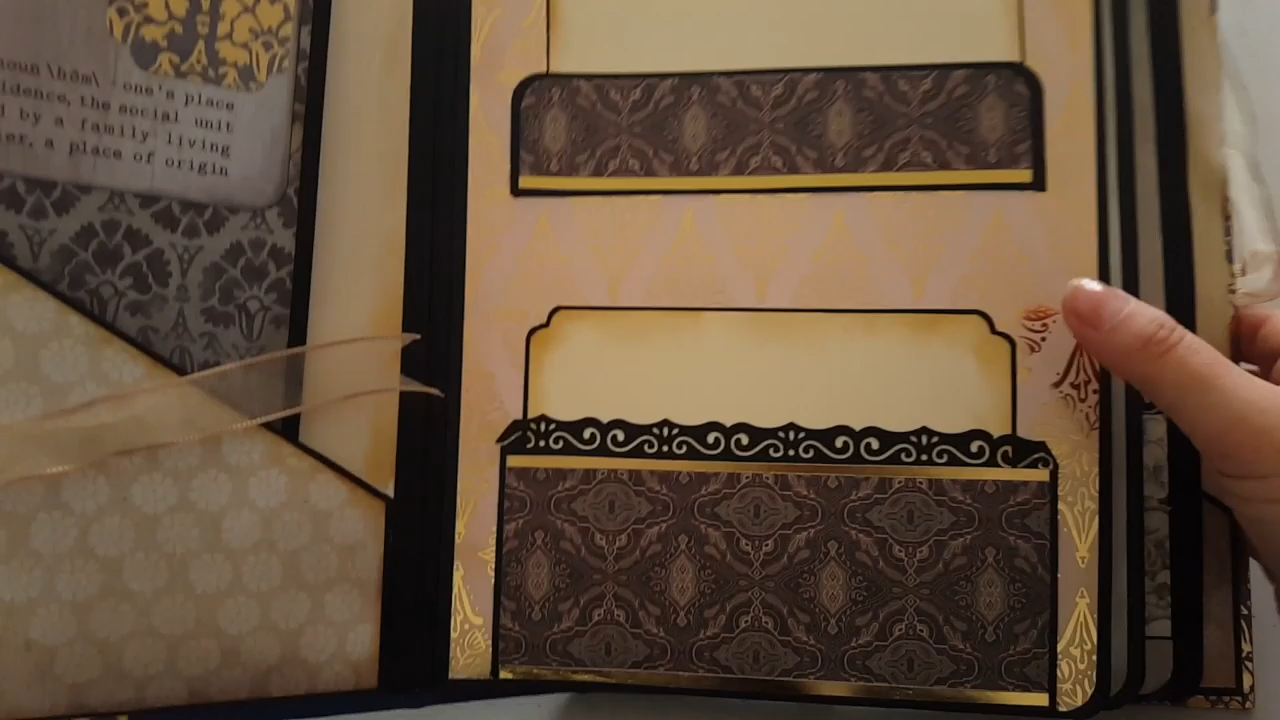 noun \hōm\ one's place
idence, the social unit
d by a family living
er, a place of origin